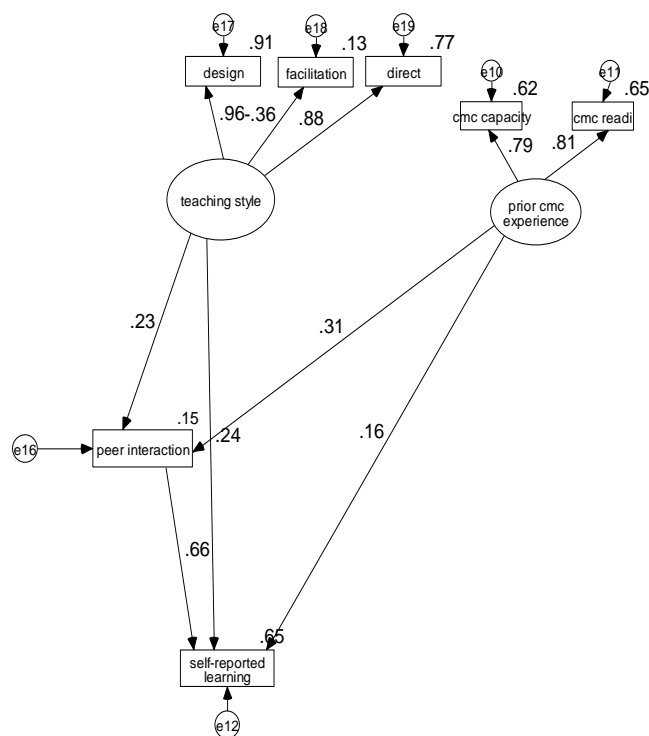 e17
e18
e19
.91
.13
.77
design
facilitation
direct
e10
e11
.62
.65
cmc capacity
cmc readi
.96
-.36
.88
.79
.81
teaching style
prior cmc
experience
.23
.31
.15
.24
.16
e16
peer interaction
.66
.65
self-reported
learning
e12